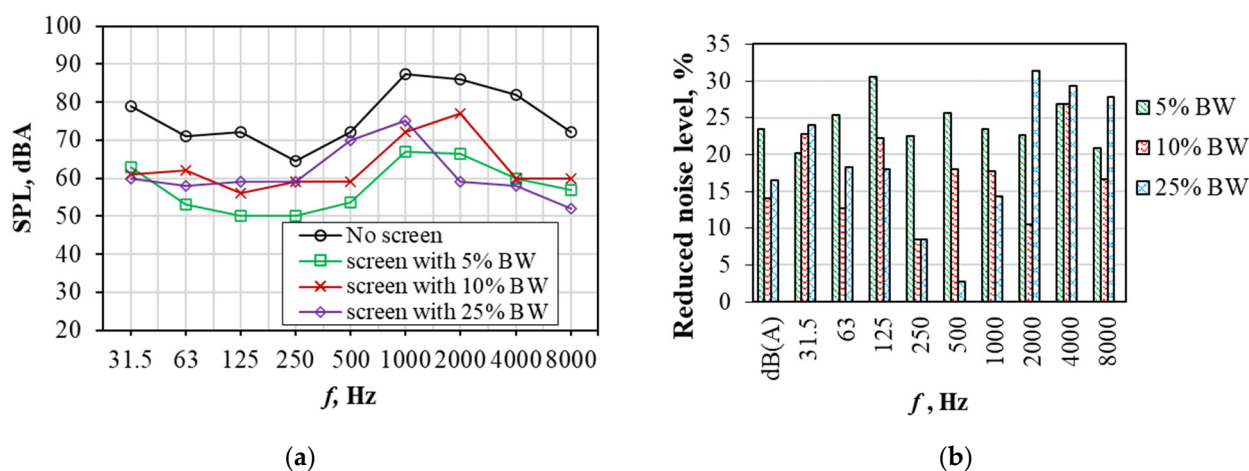 SPL, dBA
100
90
80
70
60
50
40
30
20
No screen
screen with 5% BW
screen with 10% BW
screen with 25% BW
31.5 63 125 250 500 1000 2000 4000 8000
f, Hz
(a)
Reduced noise level, %
35
30
25
20
15
10
5
0
5% BW
10% BW
25% BW
dB(A) 31.5 63 125 250 500 1000 2000 4000 8000
f , Hz
(b)